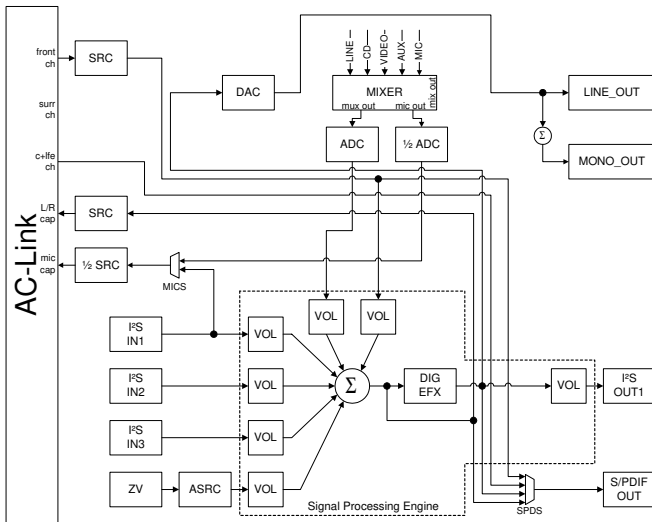 AC-Link
front
ch
surr
ch
c+lfe
ch
L/R
cap
mic
cap
SRC
SRC
½ SRC
MICS
DAC
LINE
CD
VIDEO
AUX
MIC
MIXER
mux out
mic out
mix_out
ADC
½ ADC
LINE_OUT
Σ
MONO_OUT
VOL
VOL
I²S
IN1
VOL
I²S
IN2
VOL
I²S
IN3
VOL
ZV
ASRC
VOL
Σ
DIG
EFX
VOL
I²S
OUT1
Signal Processing Engine
SPDS
S/PDIF
OUT